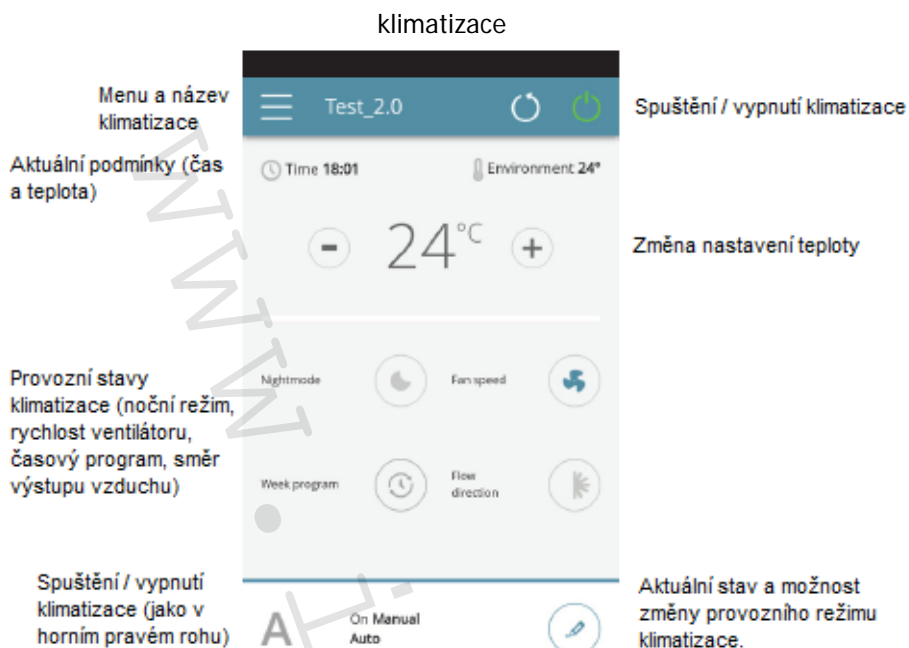 klimatizace
Menu a název
klimatizace
Test_2.0
Spuštění / vypnutí klimatizace
Aktuální podmínky (čas
a teplota)
Time 18:01
Environment 24°
- 24°C +
Změna nastavení teploty
Provozní stavy
klimatizace (noční režim,
rychlost ventilátoru,
časový program, směr
výstupu vzduchu)
Nightmode
Fan speed
Week program
Flow
direction
Spuštění / vypnutí
klimatizace (jako v
horním pravém rohu)
A
On Manual
Auto
Aktuální stav a možnost
změny provozního režimu
klimatizace.
www.